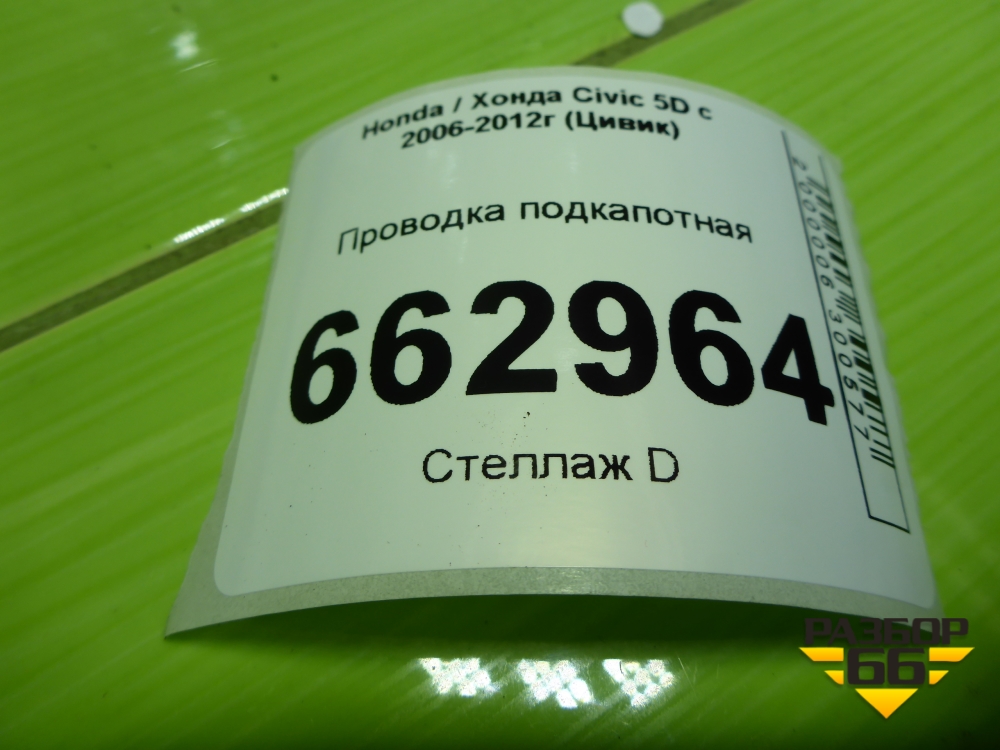 Honda / Хонда Civic 5D с
2006-2012г (Цивик)
Проводка подкапотная
662964
Стеллаж D
2000006300577
РАЗБОР
66